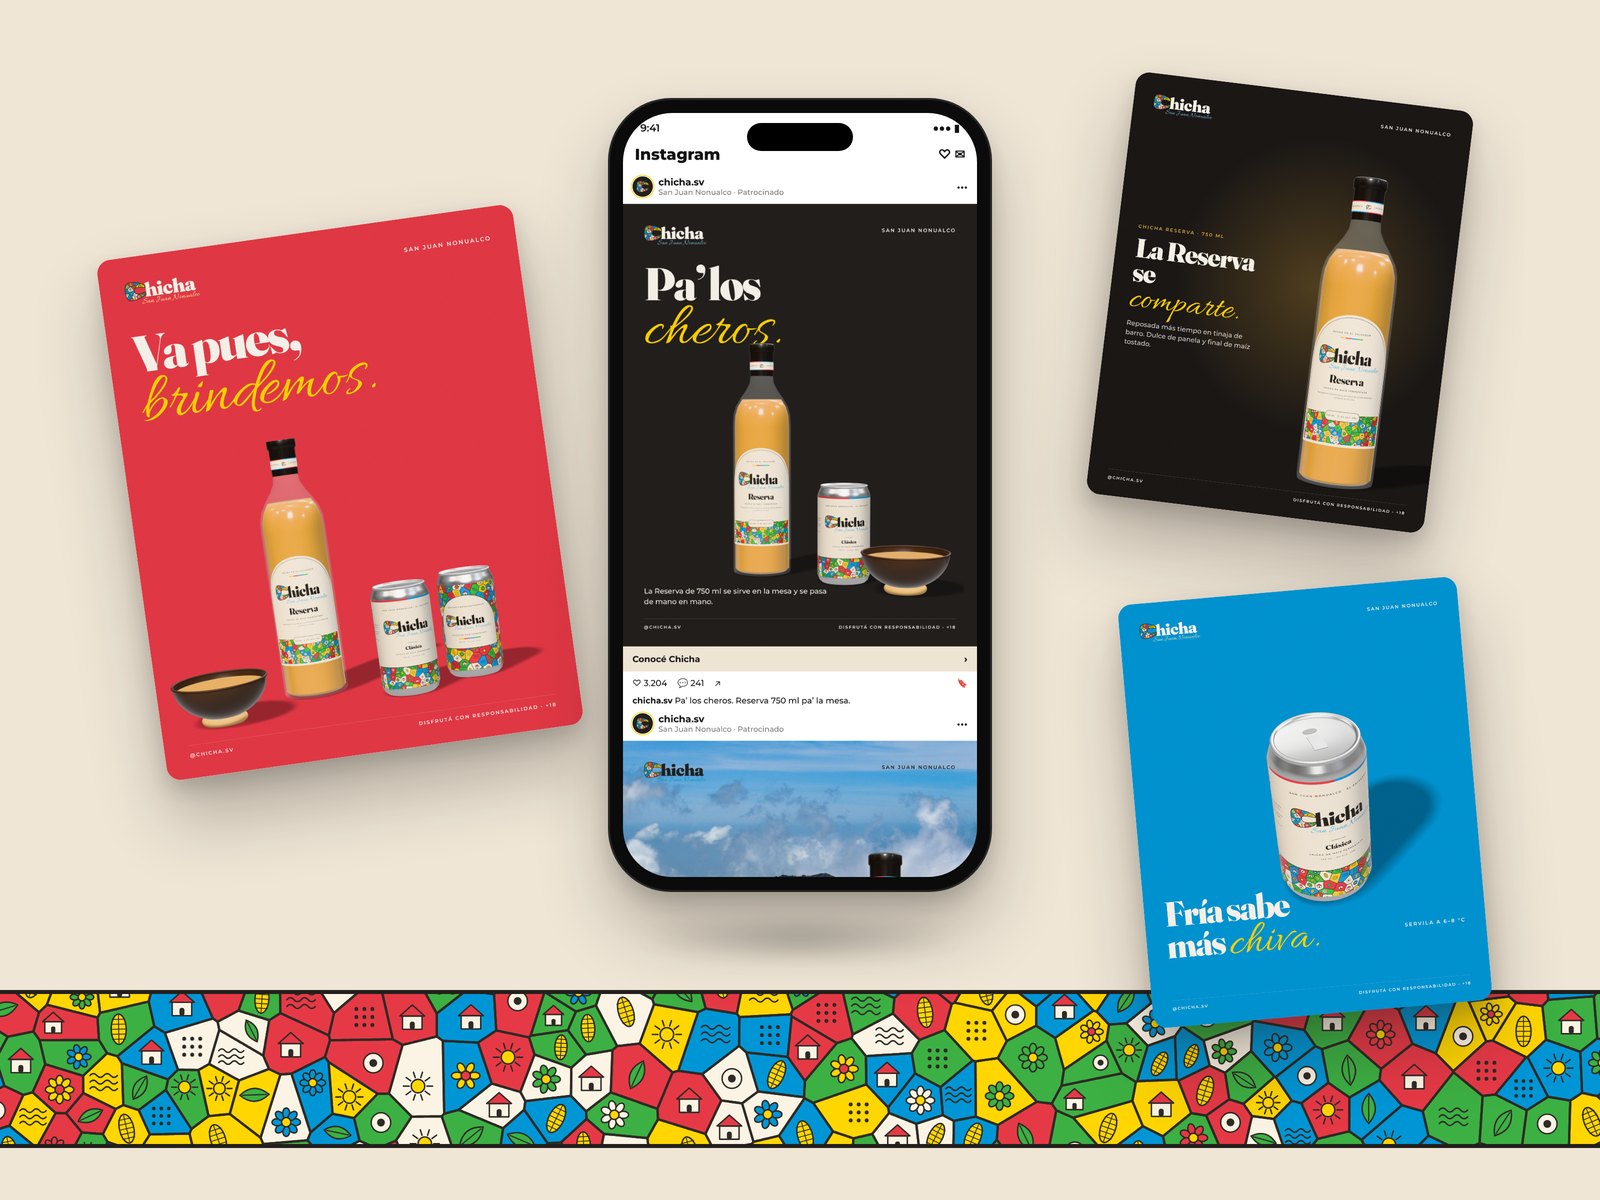 SAN JUAN NONUALCO
Chicha
San Juan Nonualco
Va pues,
brindemos.
Chicha
Reserva
Chicha
Clásica
Chicha
@CHICHA.SV
DISFRUTÁ CON RESPONSABILIDAD · +18
9:41
Instagram
chicha.sv
San Juan Nonualco · Patrocinado
Chicha
San Juan Nonualco
SAN JUAN NONUALCO
Pa' los
cheros.
Chicha
Reserva
Chicha
Clásica
La Reserva de 750 ml se sirve en la mesa y se pasa
de mano en mano.
@CHICHA.SV
DISFRUTÁ CON RESPONSABILIDAD · +18
Conocé Chicha
3.204 241
chicha.sv Pa' los cheros. Reserva 750 ml pa' la mesa.
chicha.sv
San Juan Nonualco · Patrocinado
Chicha
San Juan Nonualco
SAN JUAN NONUALCO
Chicha
San Juan Nonualco
SAN JUAN NONUALCO
CHICHA RESERVA · 750 ML
La Reserva
se
comparte.
Reposada más tiempo en tinaja de
barro. Dulce de panela y final de maíz
tostado.
Chicha
Reserva
@CHICHA.SV
DISFRUTÁ CON RESPONSABILIDAD · +18
SAN JUAN NONUALCO
Chicha
San Juan Nonualco
Chicha
San Juan Nonualco
Clásica
Fría sabe
más chiva.
SERVILA A 6-8 °C
@CHICHA.SV
DISFRUTÁ CON RESPONSABILIDAD · +18